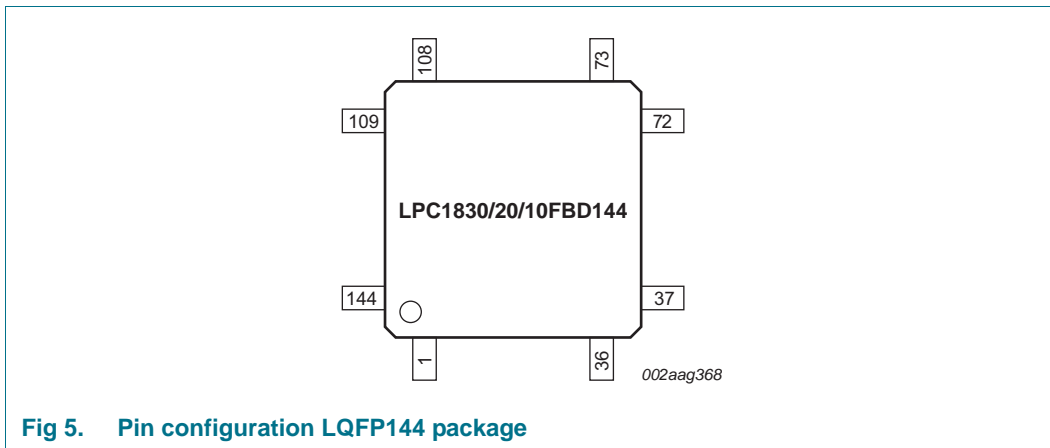 108
73
109
72
LPC1830/20/10FBD144
144
37
1
36
002aag368
Fig 5. Pin configuration LQFP144 package